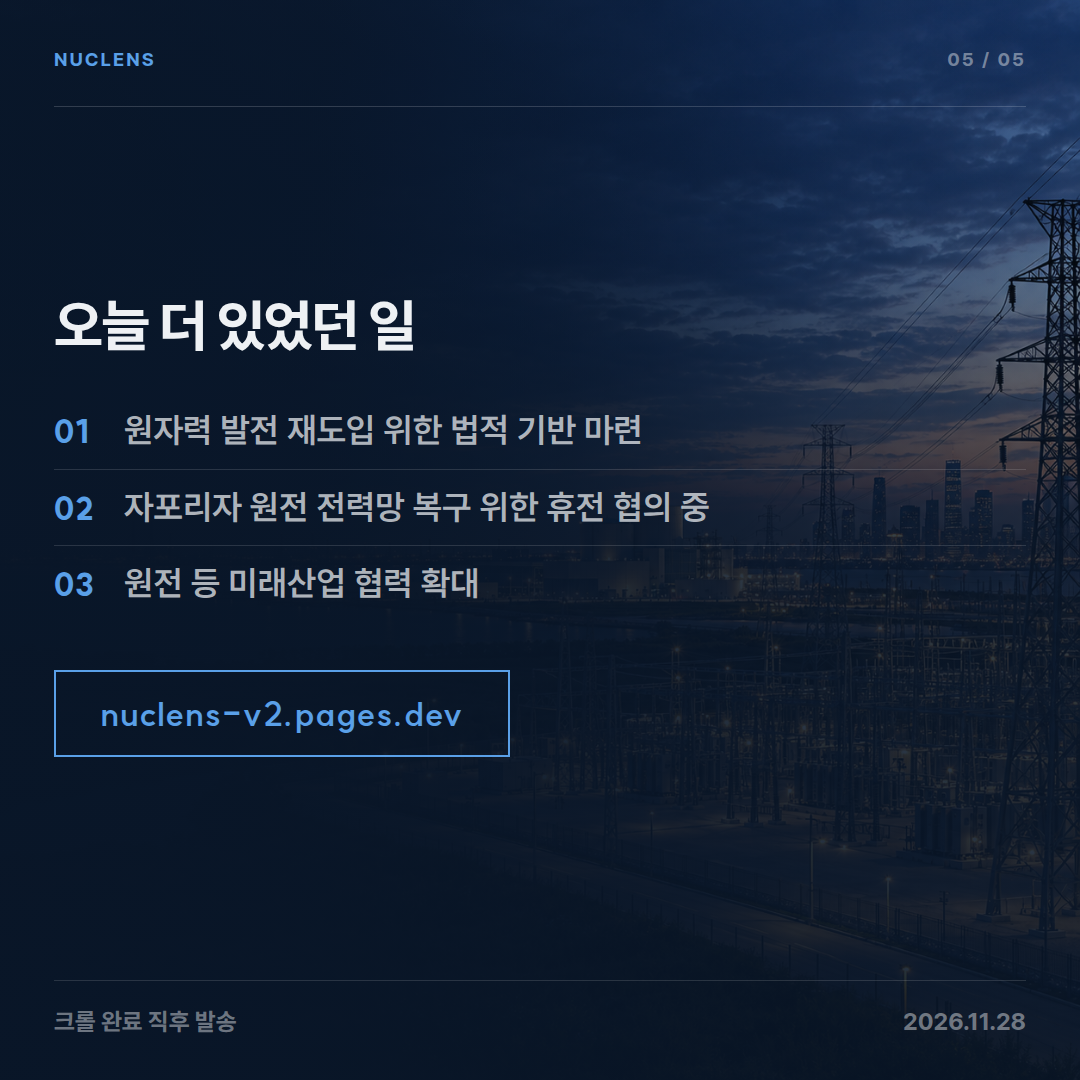 NUCLENS
05 / 05
오늘 더 있었던 일
01 원자력 발전 재도입 위한 법적 기반 마련
02 자포리자 원전 전력망 복구 위한 휴전 협의 중
03 원전 등 미래산업 협력 확대
nuclens-v2.pages.dev
크롤 완료 직후 발송
2026.11.28